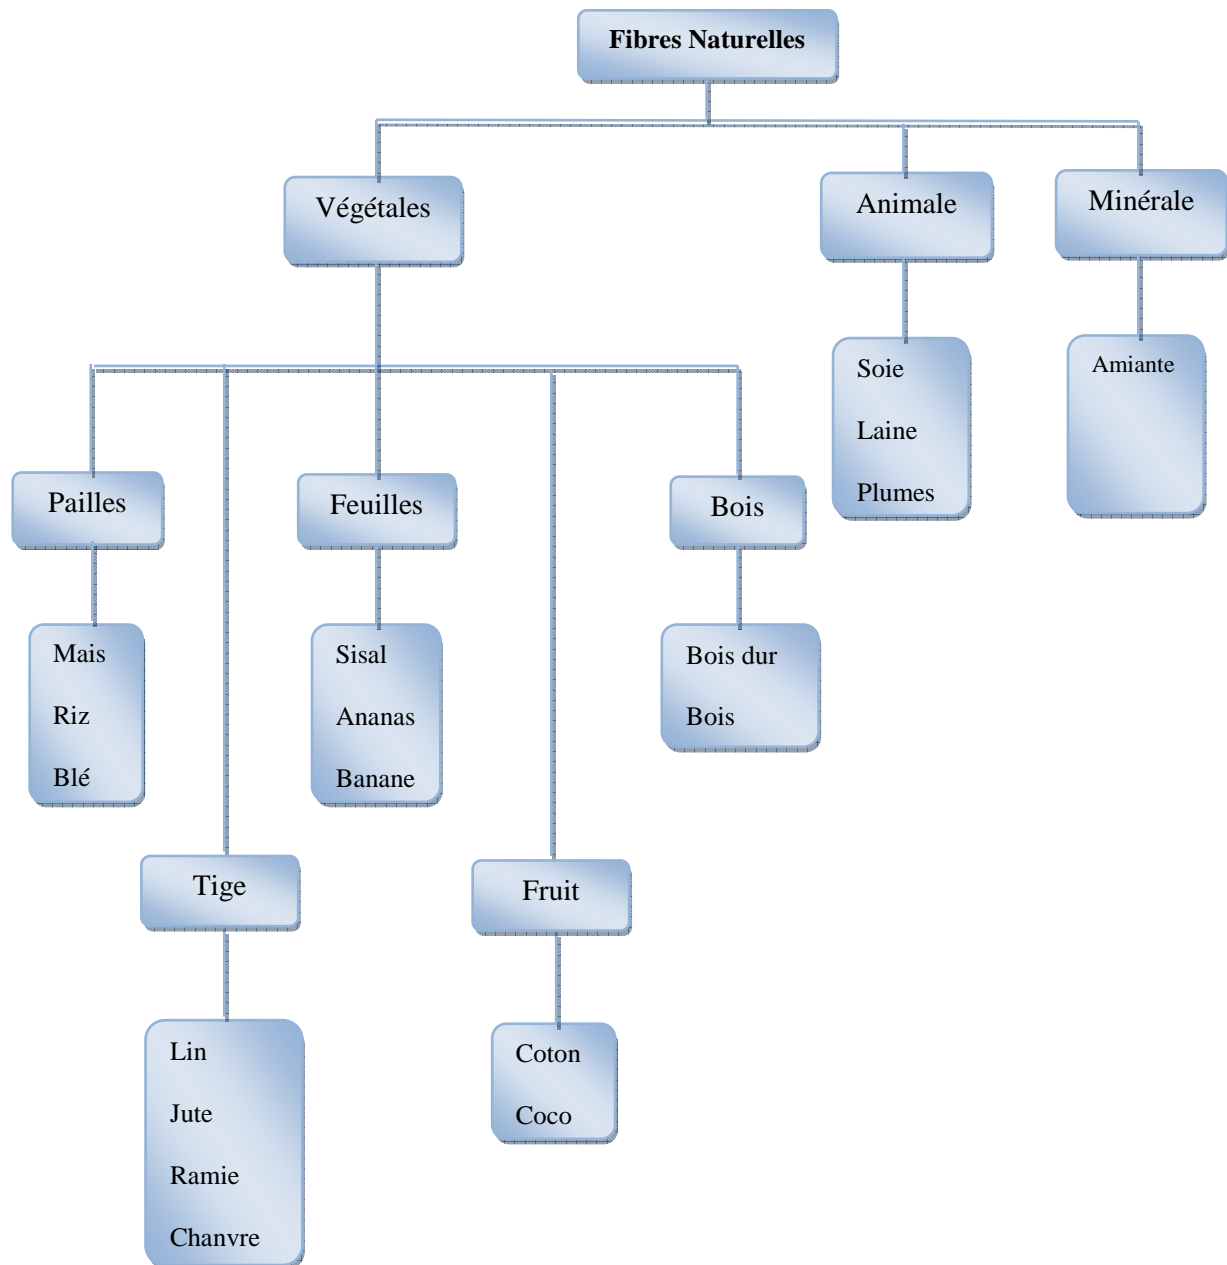 Fibres Naturelles
Végétales
Animale
Minérale
Soie
Laine
Plumes
Amiante
Pailles
Feuilles
Bois
Mais
Riz
Blé
Sisal
Ananas
Banane
Bois dur
Bois
Tige
Fruit
Lin
Jute
Ramie
Chanvre
Coton
Coco